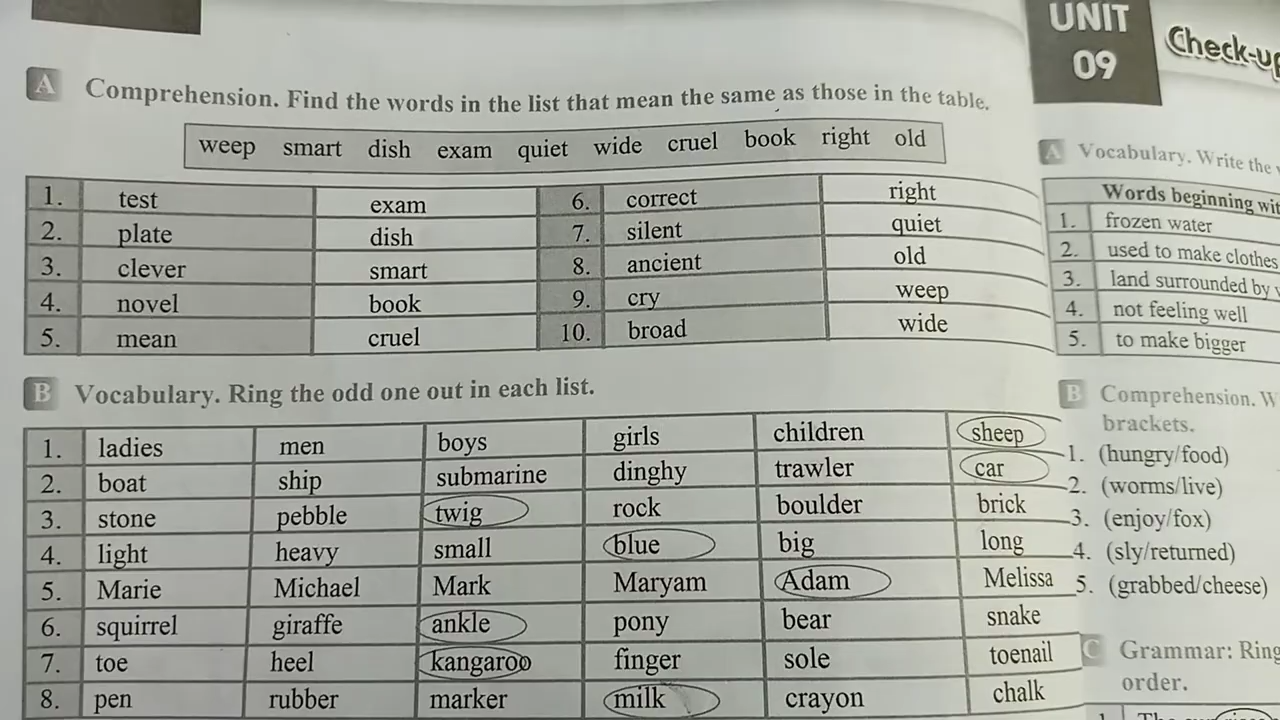 A Comprehension. Find the words in the list that mean the same as those in the table.
weep smart dish exam quiet wide cruel book right old
1. test exam 6. correct right
2. plate dish 7. silent quiet
3. clever smart 8. ancient old
4. novel book 9. cry weep
5. mean cruel 10. broad wide
B Vocabulary. Ring the odd one out in each list.
1. ladies men boys girls children sheep
2. boat ship submarine dinghy trawler car
3. stone pebble twig rock boulder brick
4. light heavy small blue big long
5. Marie Michael Mark Maryam Adam Melissa
6. squirrel giraffe ankle pony bear snake
7. toe heel kangaroo finger sole toenail
8. pen rubber marker milk crayon chalk
UNIT
09
Check-up
A Vocabulary. Write the
Words beginning
1. frozen water
2. used to make clothes
3. land surrounded by
4. not feeling well
5. to make bigger
B Comprehension.
brackets.
1. (hungry/food)
2. (worms/live)
3. (enjoy/fox)
4. (sly/returned)
5. (grabbed/cheese)
C Grammar: Ring
order.